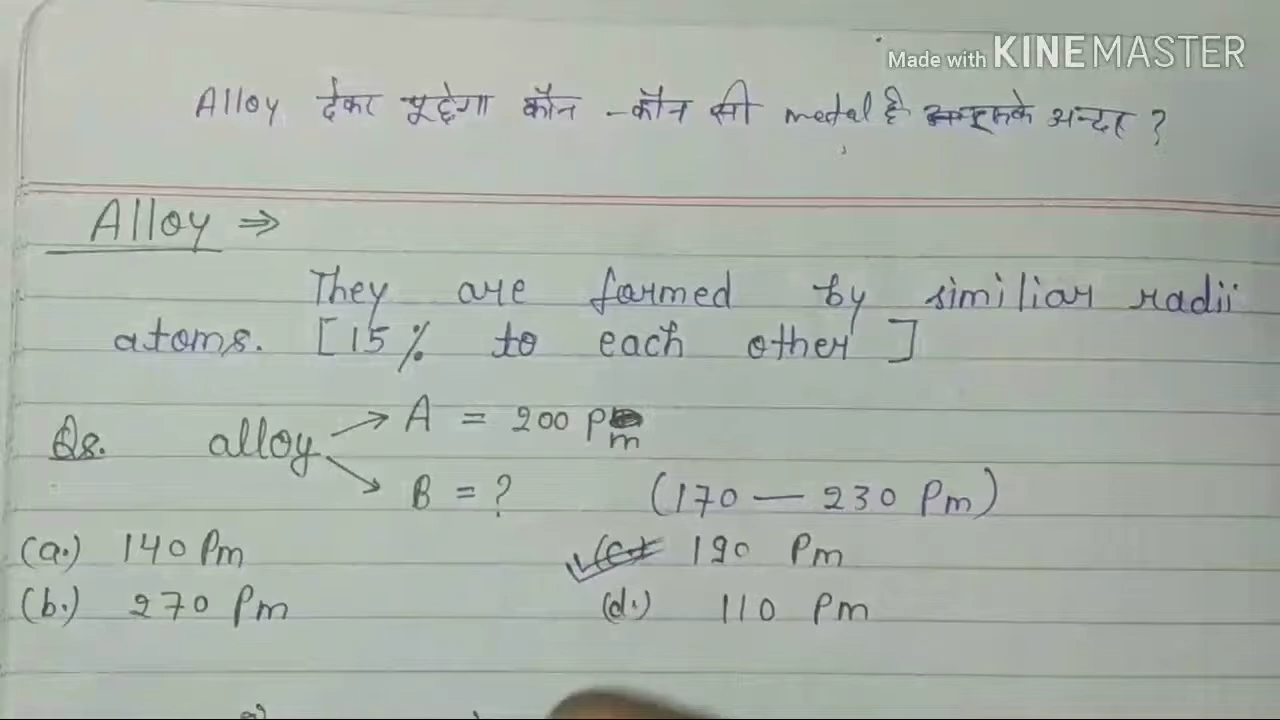 Made with KINEMASTER
Alloy देकर पूछेगा कौन - कौन सी metal है इसके अन्दर ?
Alloy ⇒
They are formed by similiar radii
atoms. [15% to each other]
Qs. alloy → A = 200 Pm
→ B = ? (170 — 230 Pm)
(a.) 140 Pm (c) 190 Pm
(b.) 270 Pm (d.) 110 Pm